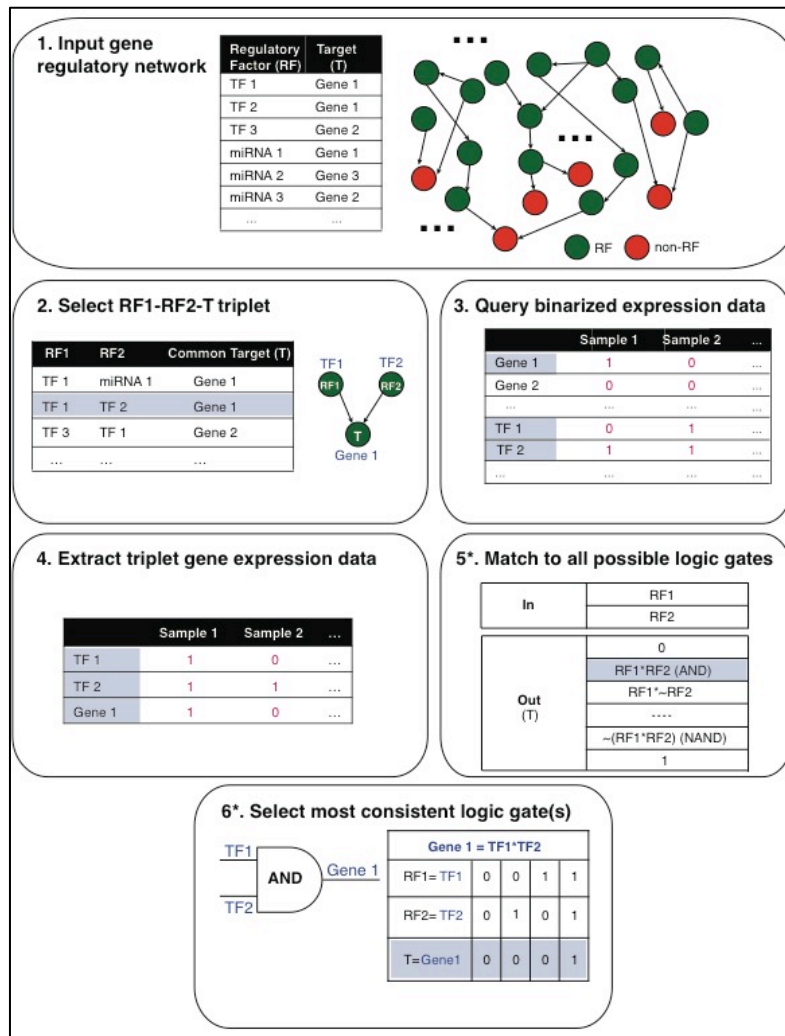 1. Input gene
regulatory network
Regulatory Target
Factor (RF) (T)
TF 1 Gene 1
TF 2 Gene 1
TF 3 Gene 2
miRNA 1 Gene 1
miRNA 2 Gene 3
miRNA 3 Gene 2
... ...
RF non-RF
2. Select RF1-RF2-T triplet
RF1 RF2 Common Target (T)
TF 1 miRNA 1 Gene 1
TF 1 TF 2 Gene 1
TF 3 TF 1 Gene 2
... ... ...
TF1 TF2
RF1 RF2
T
Gene 1
3. Query binarized expression data
Sample 1 Sample 2 ...
Gene 1 1 0 ...
Gene 2 0 0 ...
... ... ... ...
TF 1 0 1 ...
TF 2 1 1 ...
... ... ... ...
4. Extract triplet gene expression data
Sample 1 Sample 2 ...
TF 1 1 0 ...
TF 2 1 1 ...
Gene 1 1 0 ...
5*. Match to all possible logic gates
In
RF1
RF2
Out
(T)
0
RF1*RF2 (AND)
RF1*~RF2
----
~(RF1*RF2) (NAND)
1
6*. Select most consistent logic gate(s)
TF1
AND
Gene 1
TF2
Gene 1 = TF1*TF2
RF1= TF1 0 0 1 1
RF2= TF2 0 1 0 1
T=Gene1 0 0 0 1